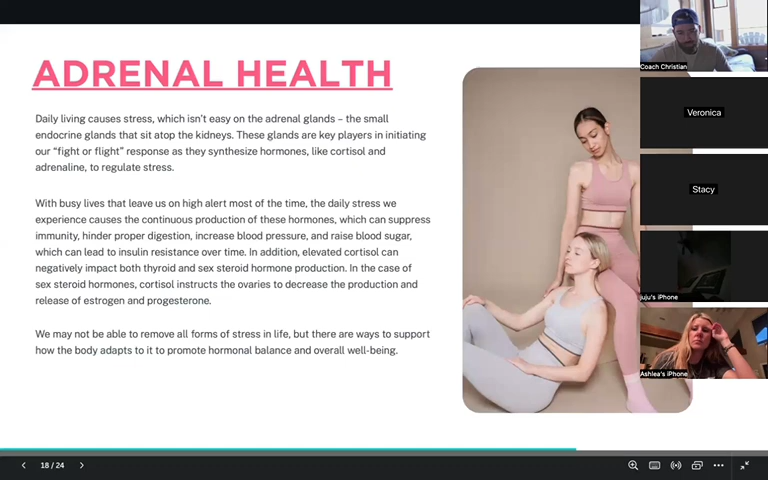 ADRENAL HEALTH
Daily living causes stress, which isn't easy on the adrenal glands – the small
endocrine glands that sit atop the kidneys. These glands are key players in initiating
our “fight or flight” response as they synthesize hormones, like cortisol and
adrenaline, to regulate stress.
With busy lives that leave us on high alert most of the time, the daily stress we
experience causes the continuous production of these hormones, which can suppress
immunity, hinder proper digestion, increase blood pressure, and raise blood sugar,
which can lead to insulin resistance over time. In addition, elevated cortisol can
negatively impact both thyroid and sex steroid hormone production. In the case of
sex steroid hormones, cortisol instructs the ovaries to decrease the production and
release of estrogen and progesterone.
We may not be able to remove all forms of stress in life, but there are ways to support
how the body adapts to it to promote hormonal balance and overall well-being.
Coach Christian
Veronica
Stacy
juju's iPhone
Ashlea's iPhone
18 / 24